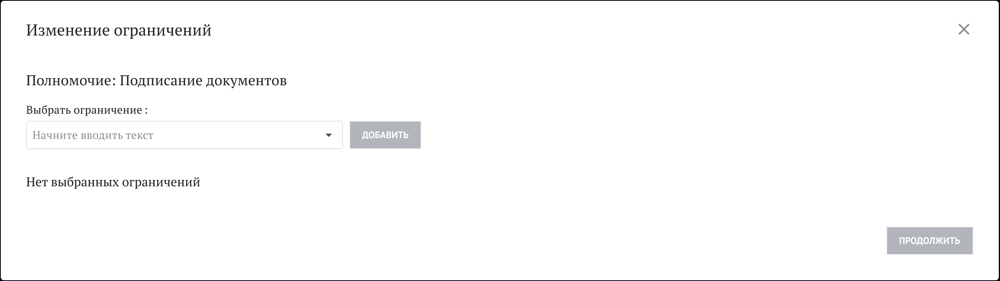 Изменение ограничений
Полномочие: Подписание документов
Выбрать ограничение :
Начните вводить текст
ДОБАВИТЬ
Нет выбранных ограничений
ПРОДОЛЖИТЬ